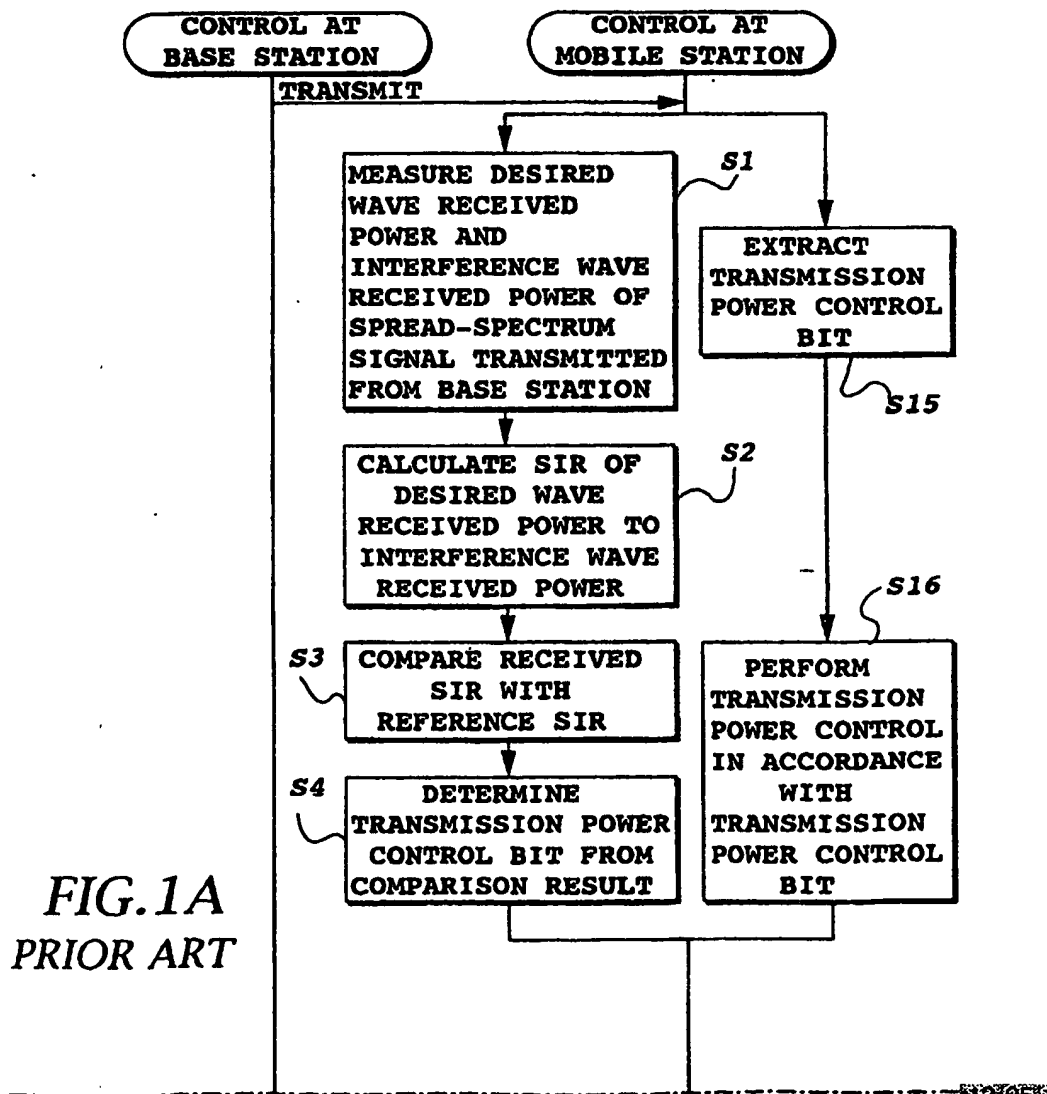 CONTROL AT
BASE STATION
CONTROL AT
MOBILE STATION
TRANSMIT
MEASURE DESIRED
WAVE RECEIVED
POWER AND
INTERFERENCE WAVE
RECEIVED POWER OF
SPREAD-SPECTRUM
SIGNAL TRANSMITTED
FROM BASE STATION
S1
EXTRACT
TRANSMISSION
POWER CONTROL
BIT
S15
CALCULATE SIR OF
DESIRED WAVE
RECEIVED POWER TO
INTERFERENCE WAVE
RECEIVED POWER
S2
S3
COMPARE RECEIVED
SIR WITH
REFERENCE SIR
S16
PERFORM
TRANSMISSION
POWER CONTROL
IN ACCORDANCE
WITH
TRANSMISSION
POWER CONTROL
BIT
S4
DETERMINE
TRANSMISSION POWER
CONTROL BIT FROM
COMPARISON RESULT
FIG.1A
PRIOR ART